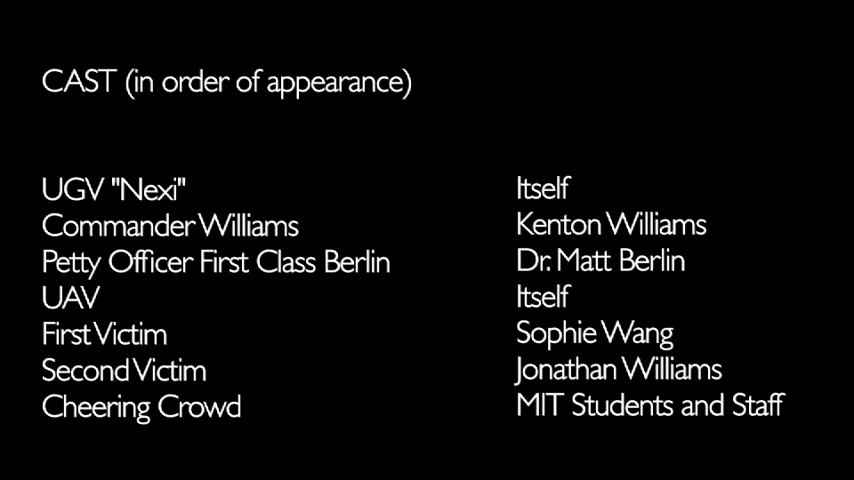 CAST (in order of appearance)
UGV "Nexi" Itself
Commander Williams Kenton Williams
Petty Officer First Class Berlin Dr. Matt Berlin
UAV Itself
First Victim Sophie Wang
Second Victim Jonathan Williams
Cheering Crowd MIT Students and Staff